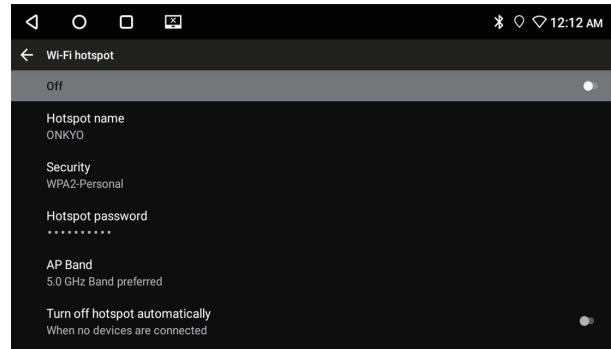 12:12 AM
Wi-Fi hotspot
Off
Hotspot name
ONKYO
Security
WPA2-Personal
Hotspot password
••••••••••
AP Band
5.0 GHz Band preferred
Turn off hotspot automatically
When no devices are connected